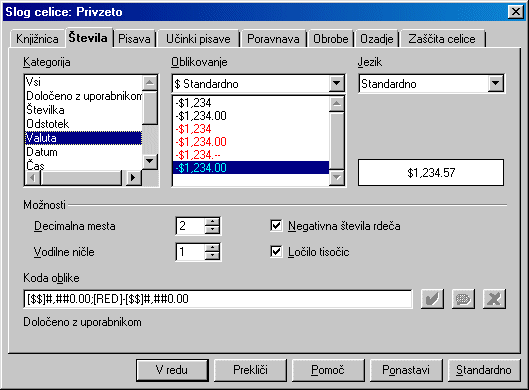 Slog celice: Privzeto
Knjižnica Števila Pisava Učinki pisave Poravnava Obrobe Ozadje Zaščita celice
Kategorija
Vsi
Določeno z uporabnikom
Številka
Odstotek
Valuta
Datum
Čas
Oblikovanje
$ Standardno
-$1,234
-$1,234.00
-$1,234
-$1,234.00
-$1,234.--
-$1,234.00
Jezik
Standardno
$1,234.57
Možnosti
Decimalna mesta 2
Vodilne ničle 1
Negativna števila rdeča
Ločilo tisočic
Koda oblike
[$$]#,##0.00;[RED]-[$$]#,##0.00
Določeno z uporabnikom
V redu Prekliči Pomoč Ponastavi Standardno